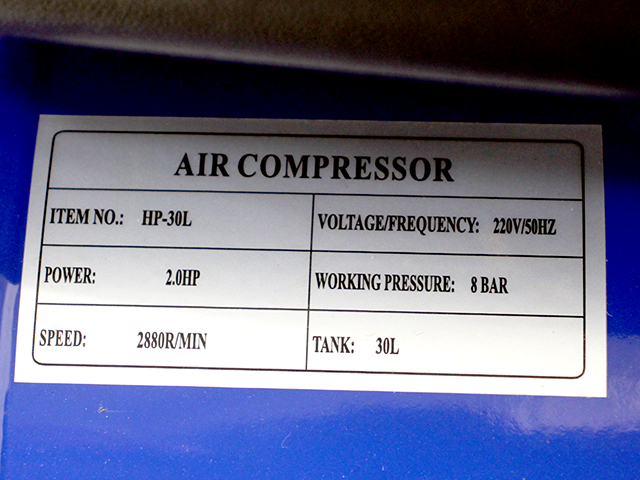 AIR COMPRESSOR
ITEM NO.: HP-30L
VOLTAGE/FREQUENCY: 220V/50HZ
POWER: 2.0HP
WORKING PRESSURE: 8 BAR
SPEED: 2880R/MIN
TANK: 30L